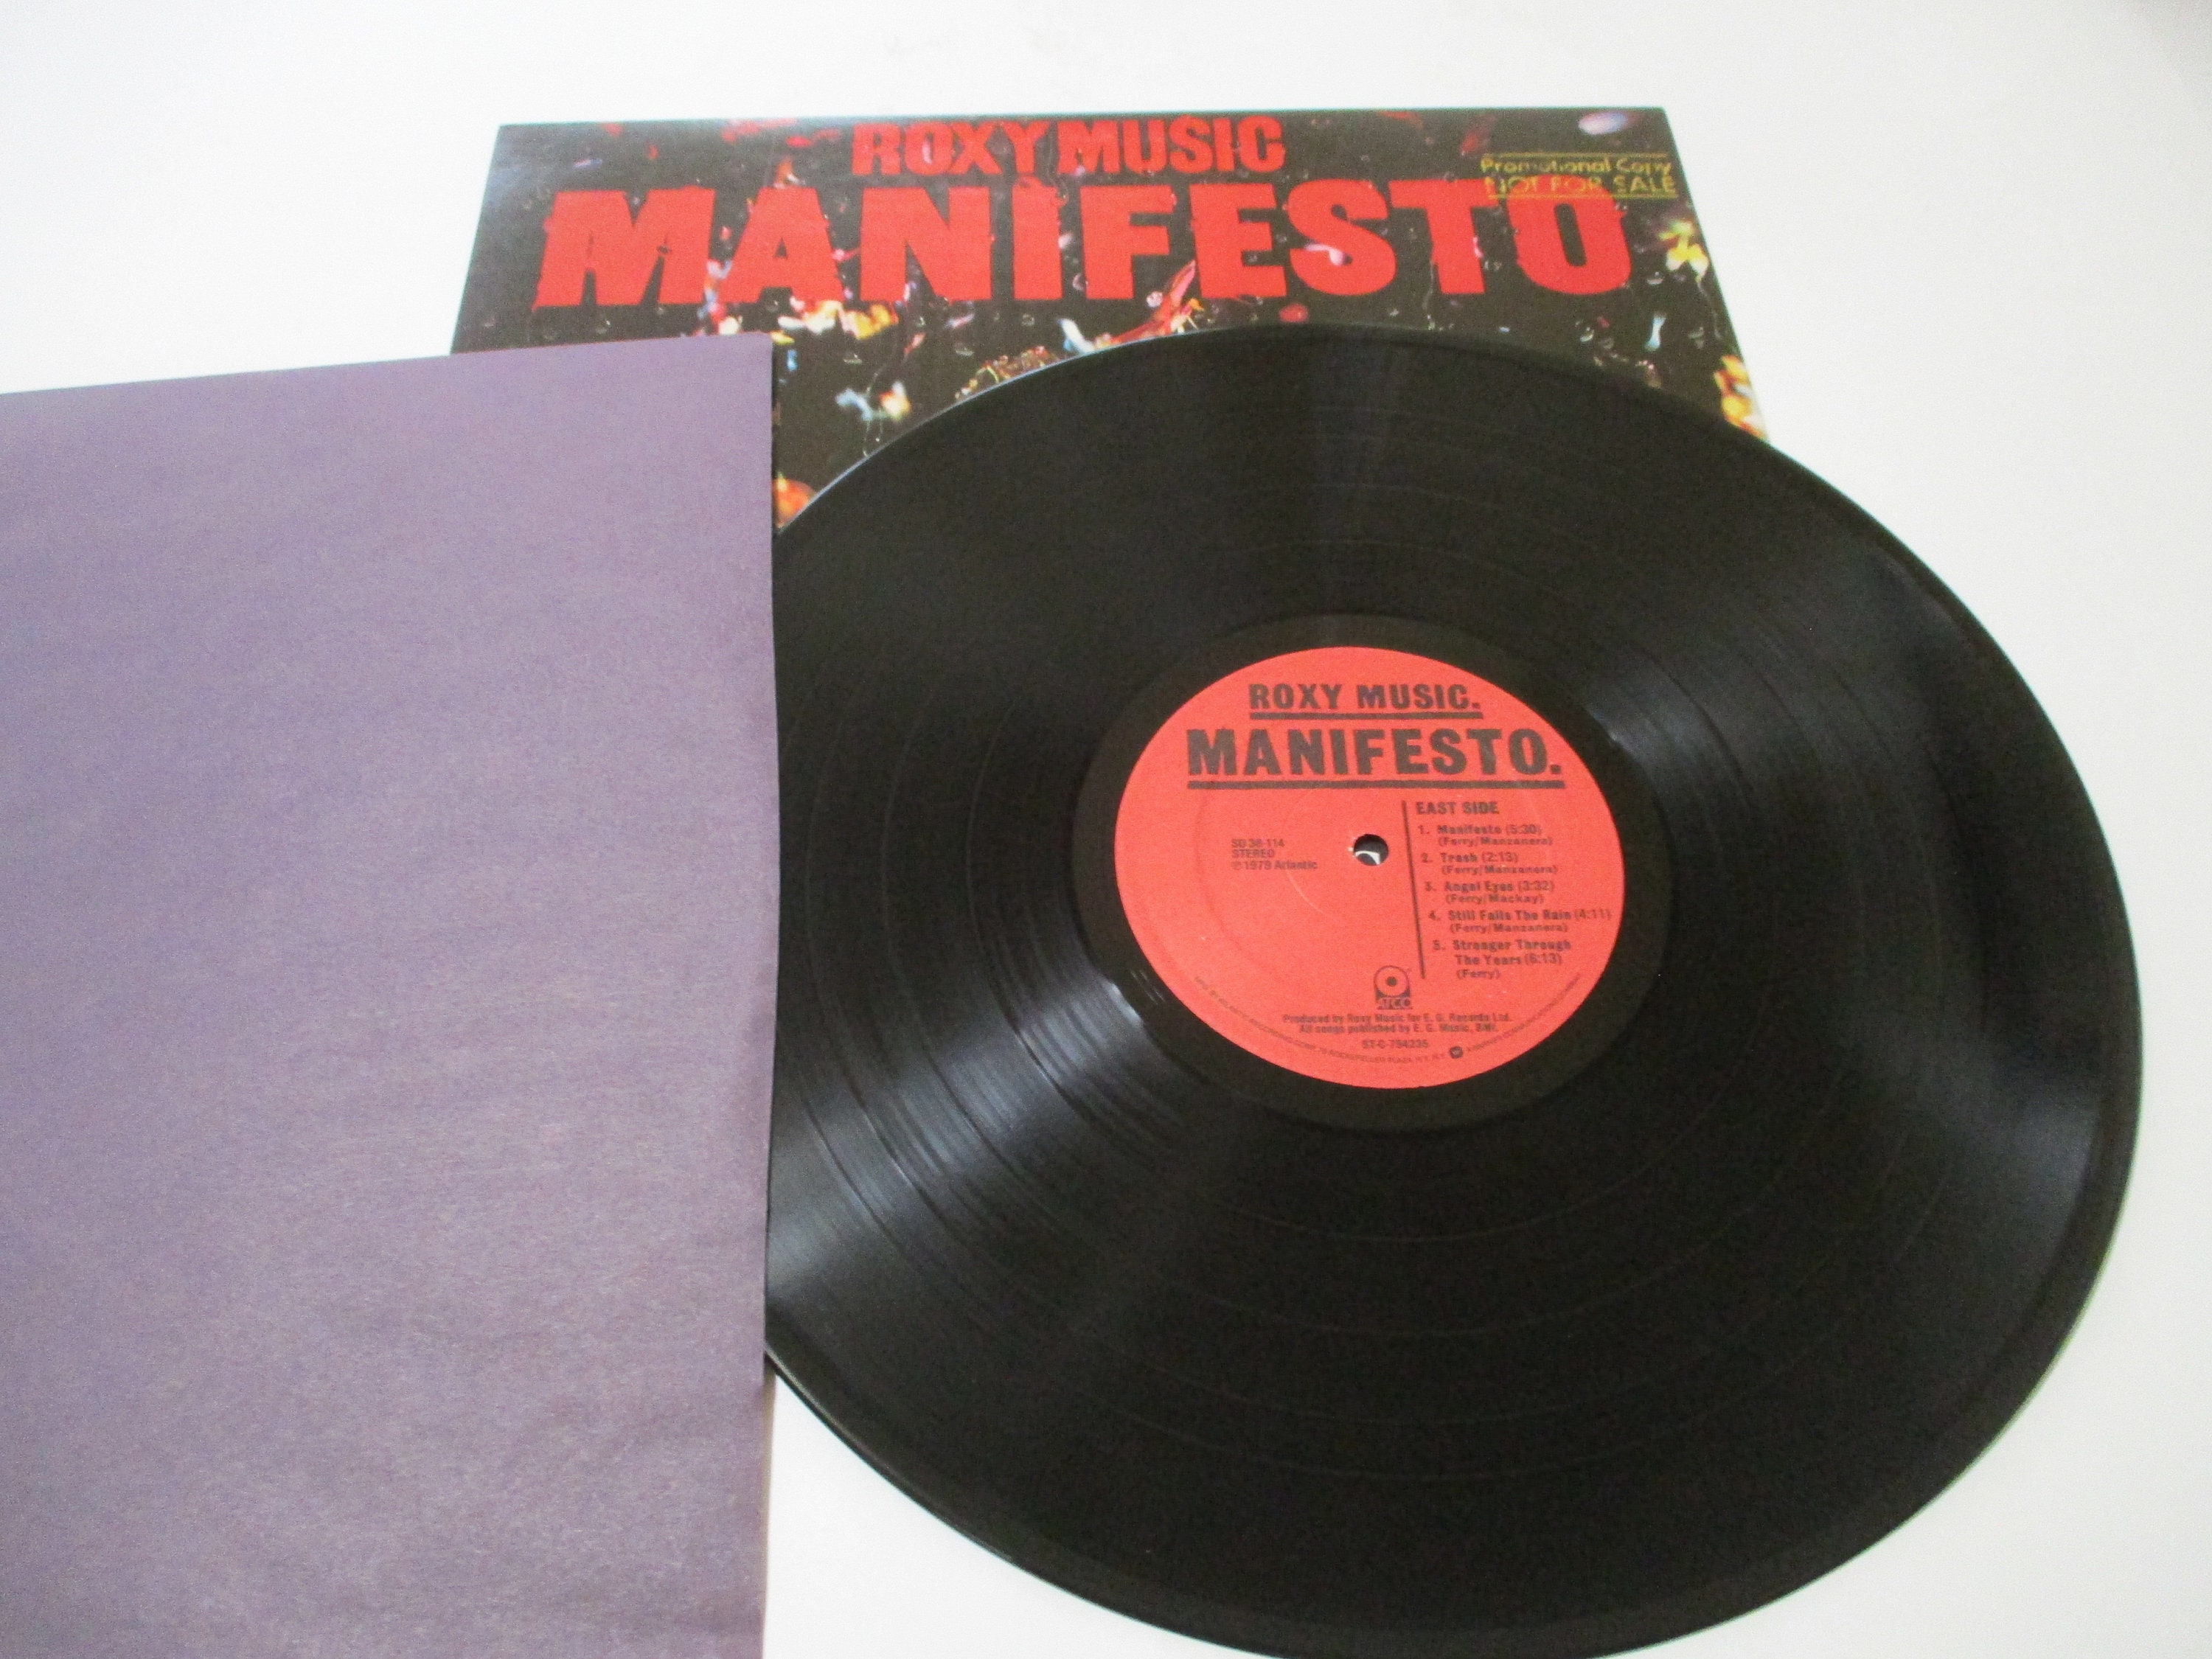 ROXY MUSIC
MANIFESTO
Promotional Copy
NOT FOR SALE
ROXY MUSIC.
MANIFESTO.
EAST SIDE
1. Manifesto (5:30)
(Ferry/Manzanera)
2. Trash (2:13)
(Ferry/Manzanera)
3. Angel Eyes (3:32)
(Ferry/Mackay)
4. Still Falls The Rain (4:11)
(Ferry/Manzanera)
5. Stronger Through
The Years (6:13)
(Ferry)
SD 38-114
STEREO
℗ 1979 Atlantic
ATCO
Produced by Roxy Music for E. G. Records Ltd.
All songs published by E. G. Music, BMI.
ST-C-784235